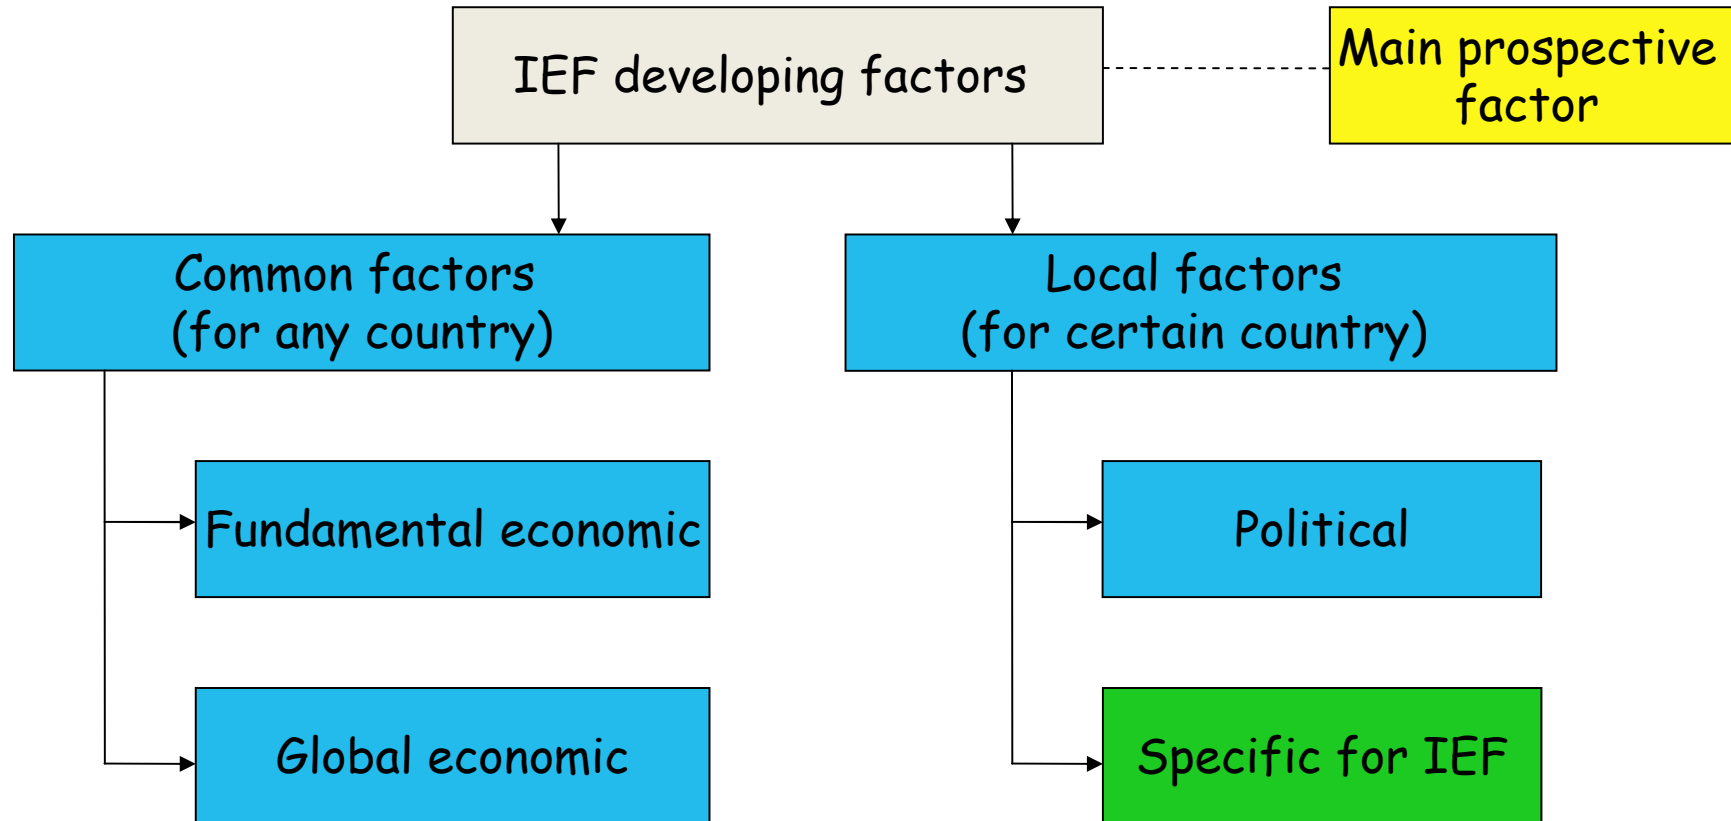 IEF developing factors
Main prospective
factor
Common factors
(for any country)
Local factors
(for certain country)
Fundamental economic
Political
Global economic
Specific for IEF